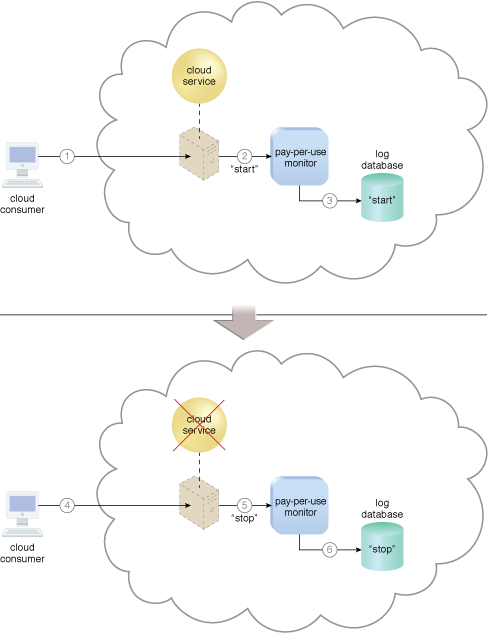 cloud
service
1
2
"start"
pay-per-use
monitor
log
database
3
"start"
cloud
consumer
cloud
service
4
5
"stop"
pay-per-use
monitor
log
database
6
"stop"
cloud
consumer